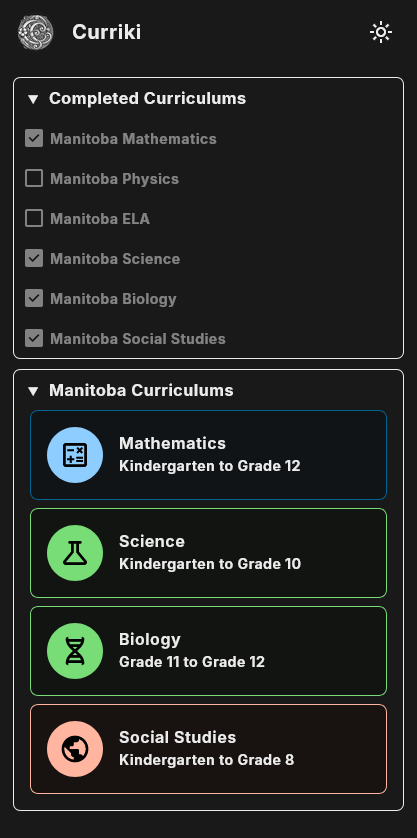 Curriki
Completed Curriculums
Manitoba Mathematics
Manitoba Physics
Manitoba ELA
Manitoba Science
Manitoba Biology
Manitoba Social Studies
Manitoba Curriculums
Mathematics
Kindergarten to Grade 12
Science
Kindergarten to Grade 10
Biology
Grade 11 to Grade 12
Social Studies
Kindergarten to Grade 8